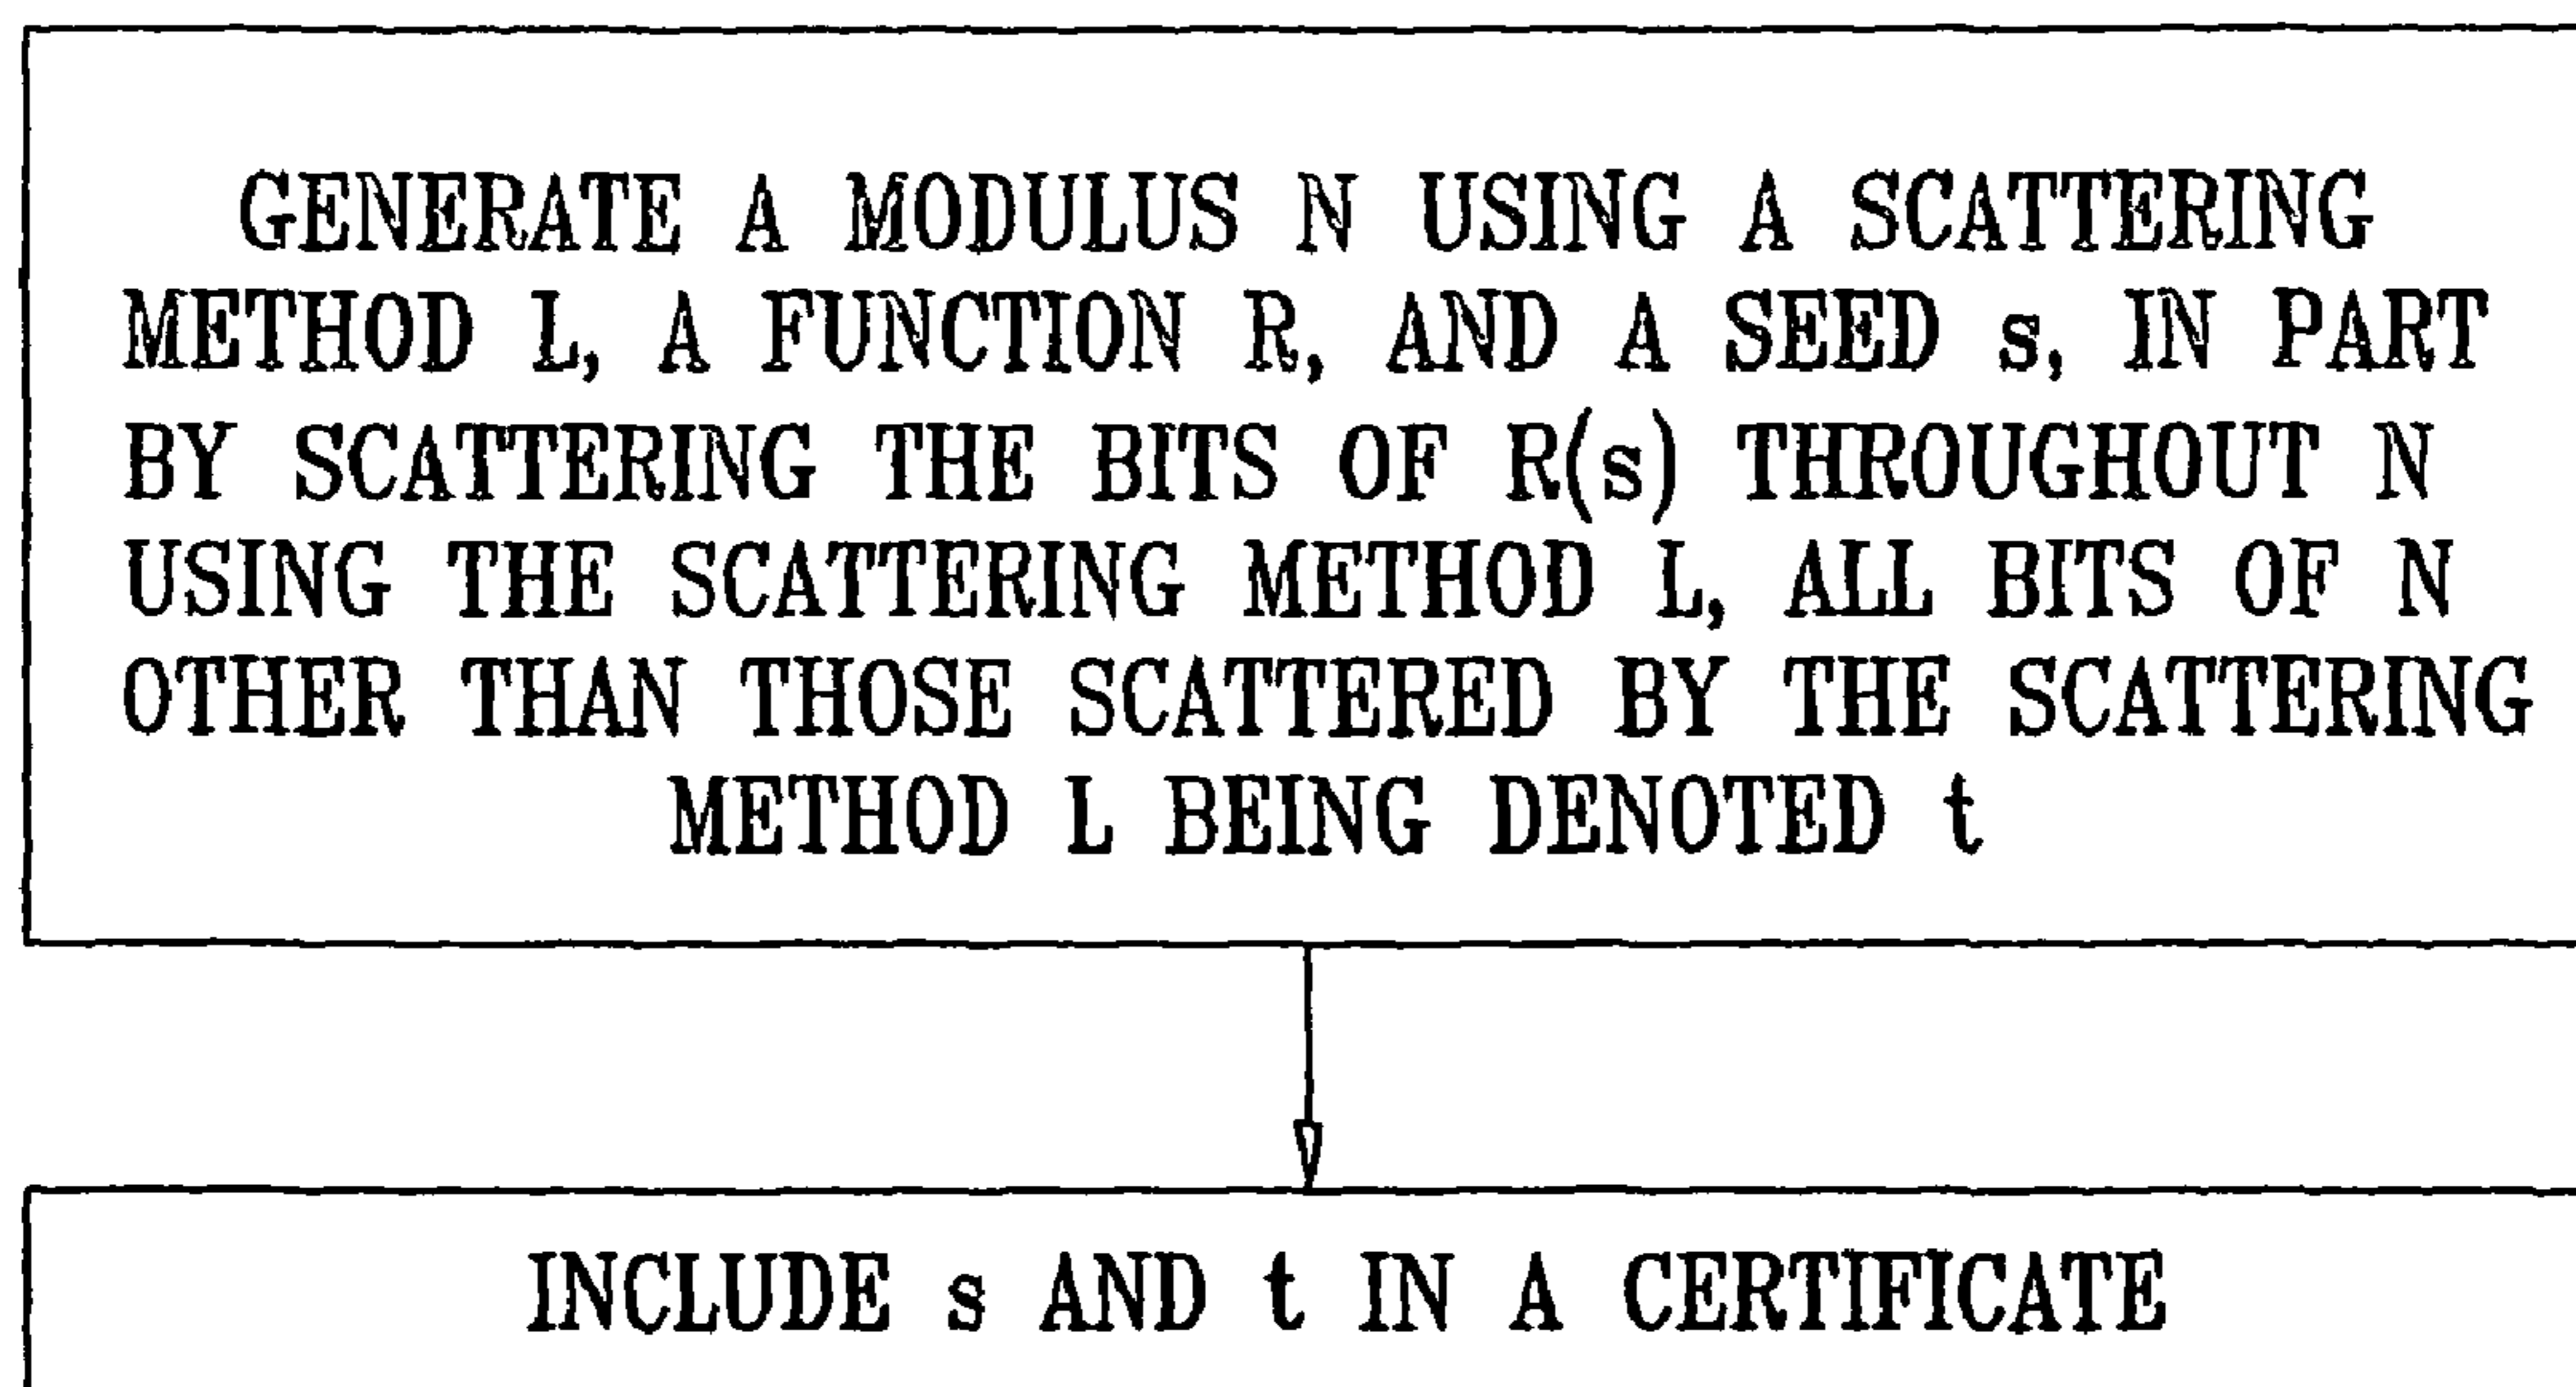 GENERATE A MODULUS N USING A SCATTERING
METHOD L, A FUNCTION R, AND A SEED s, IN PART
BY SCATTERING THE BITS OF R(s) THROUGHOUT N
USING THE SCATTERING METHOD L, ALL BITS OF N
OTHER THAN THOSE SCATTERED BY THE SCATTERING
METHOD L BEING DENOTED t
INCLUDE s AND t IN A CERTIFICATE